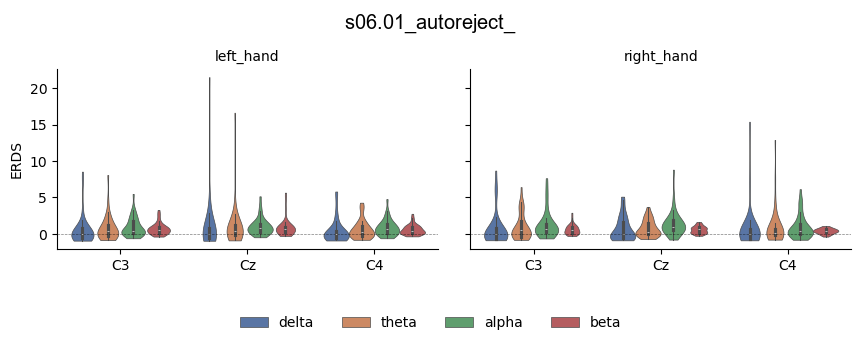 s06.01_autoreject_
left_hand
right_hand
ERDS
20
15
10
5
0
C3
Cz
C4
C3
Cz
C4
delta
theta
alpha
beta